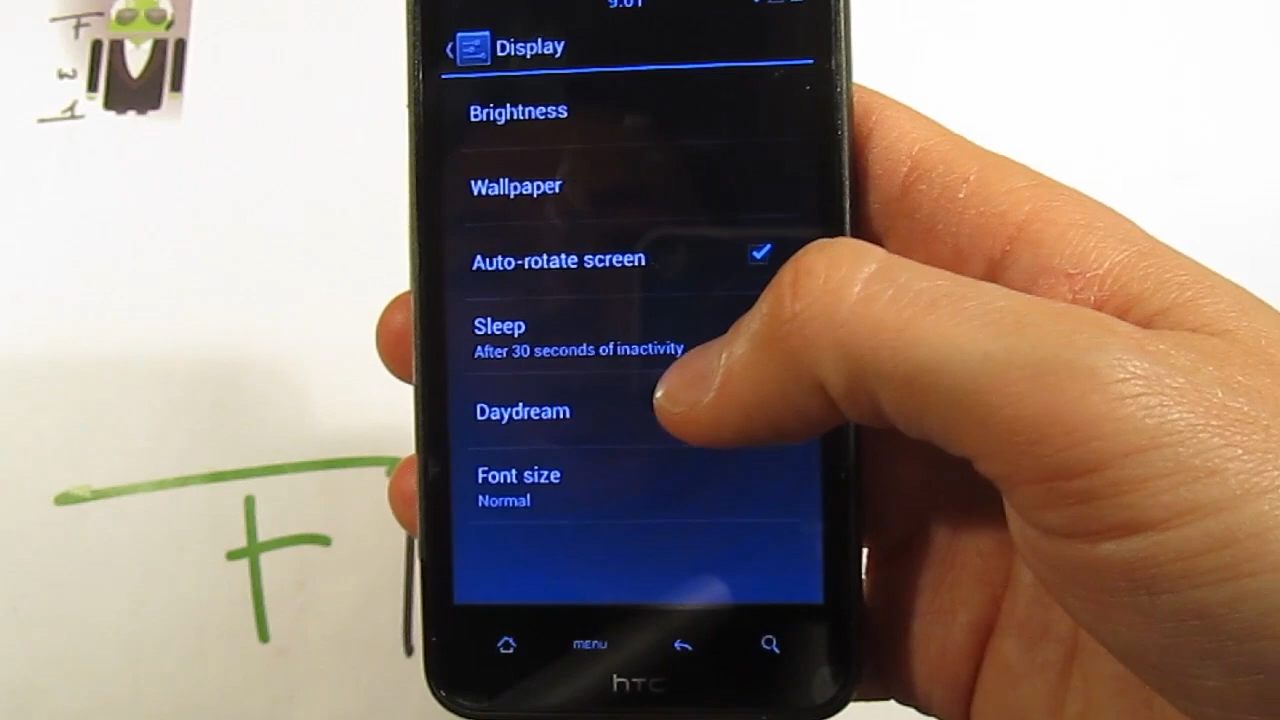 Display
Brightness
Wallpaper
Auto-rotate screen
Sleep
After 30 seconds of inactivity
Daydream
Font size
Normal
MENU
hTC